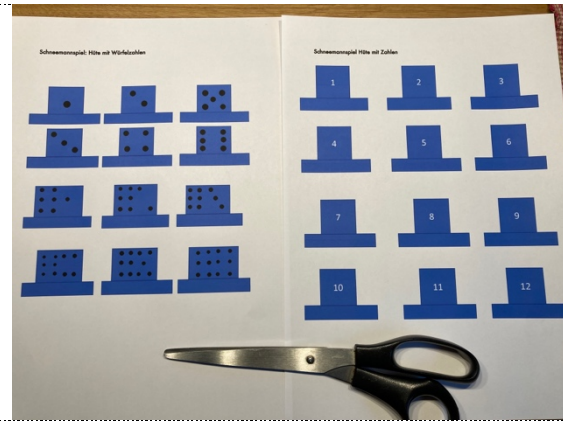 Schneemannspiel: Hüte mit Würfelzahlen
Schneemannspiel Hüte mit Zahlen
1 2 3
4 5 6
7 8 9
10 11 12